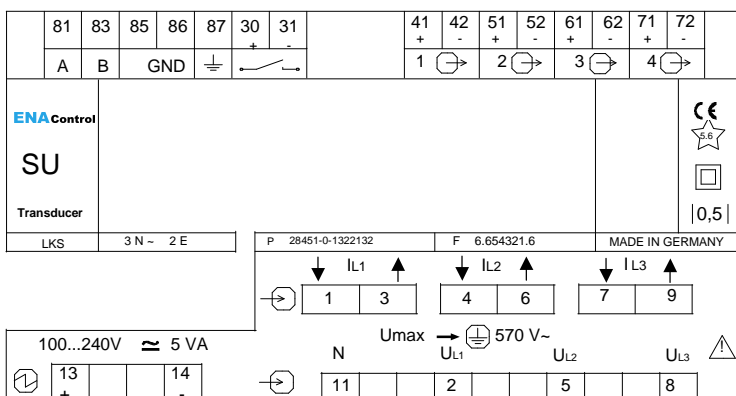 81 83 85 86 87 30 31 41 42 51 52 61 62 71 72
+ - + - + - + - + -
A B GND 1 2 3 4
ENAControl
5.6
SU
Transducer
0,5
LKS 3 N ~ 2 E P 28451-0-1322132 F 6.654321.6 MADE IN GERMANY
IL1 IL2 IL3
1 3 4 6 7 9
Umax 570 V~
100...240V ≃ 5 VA
N UL1 UL2 UL3
13 14 11 2 5 8
+ -